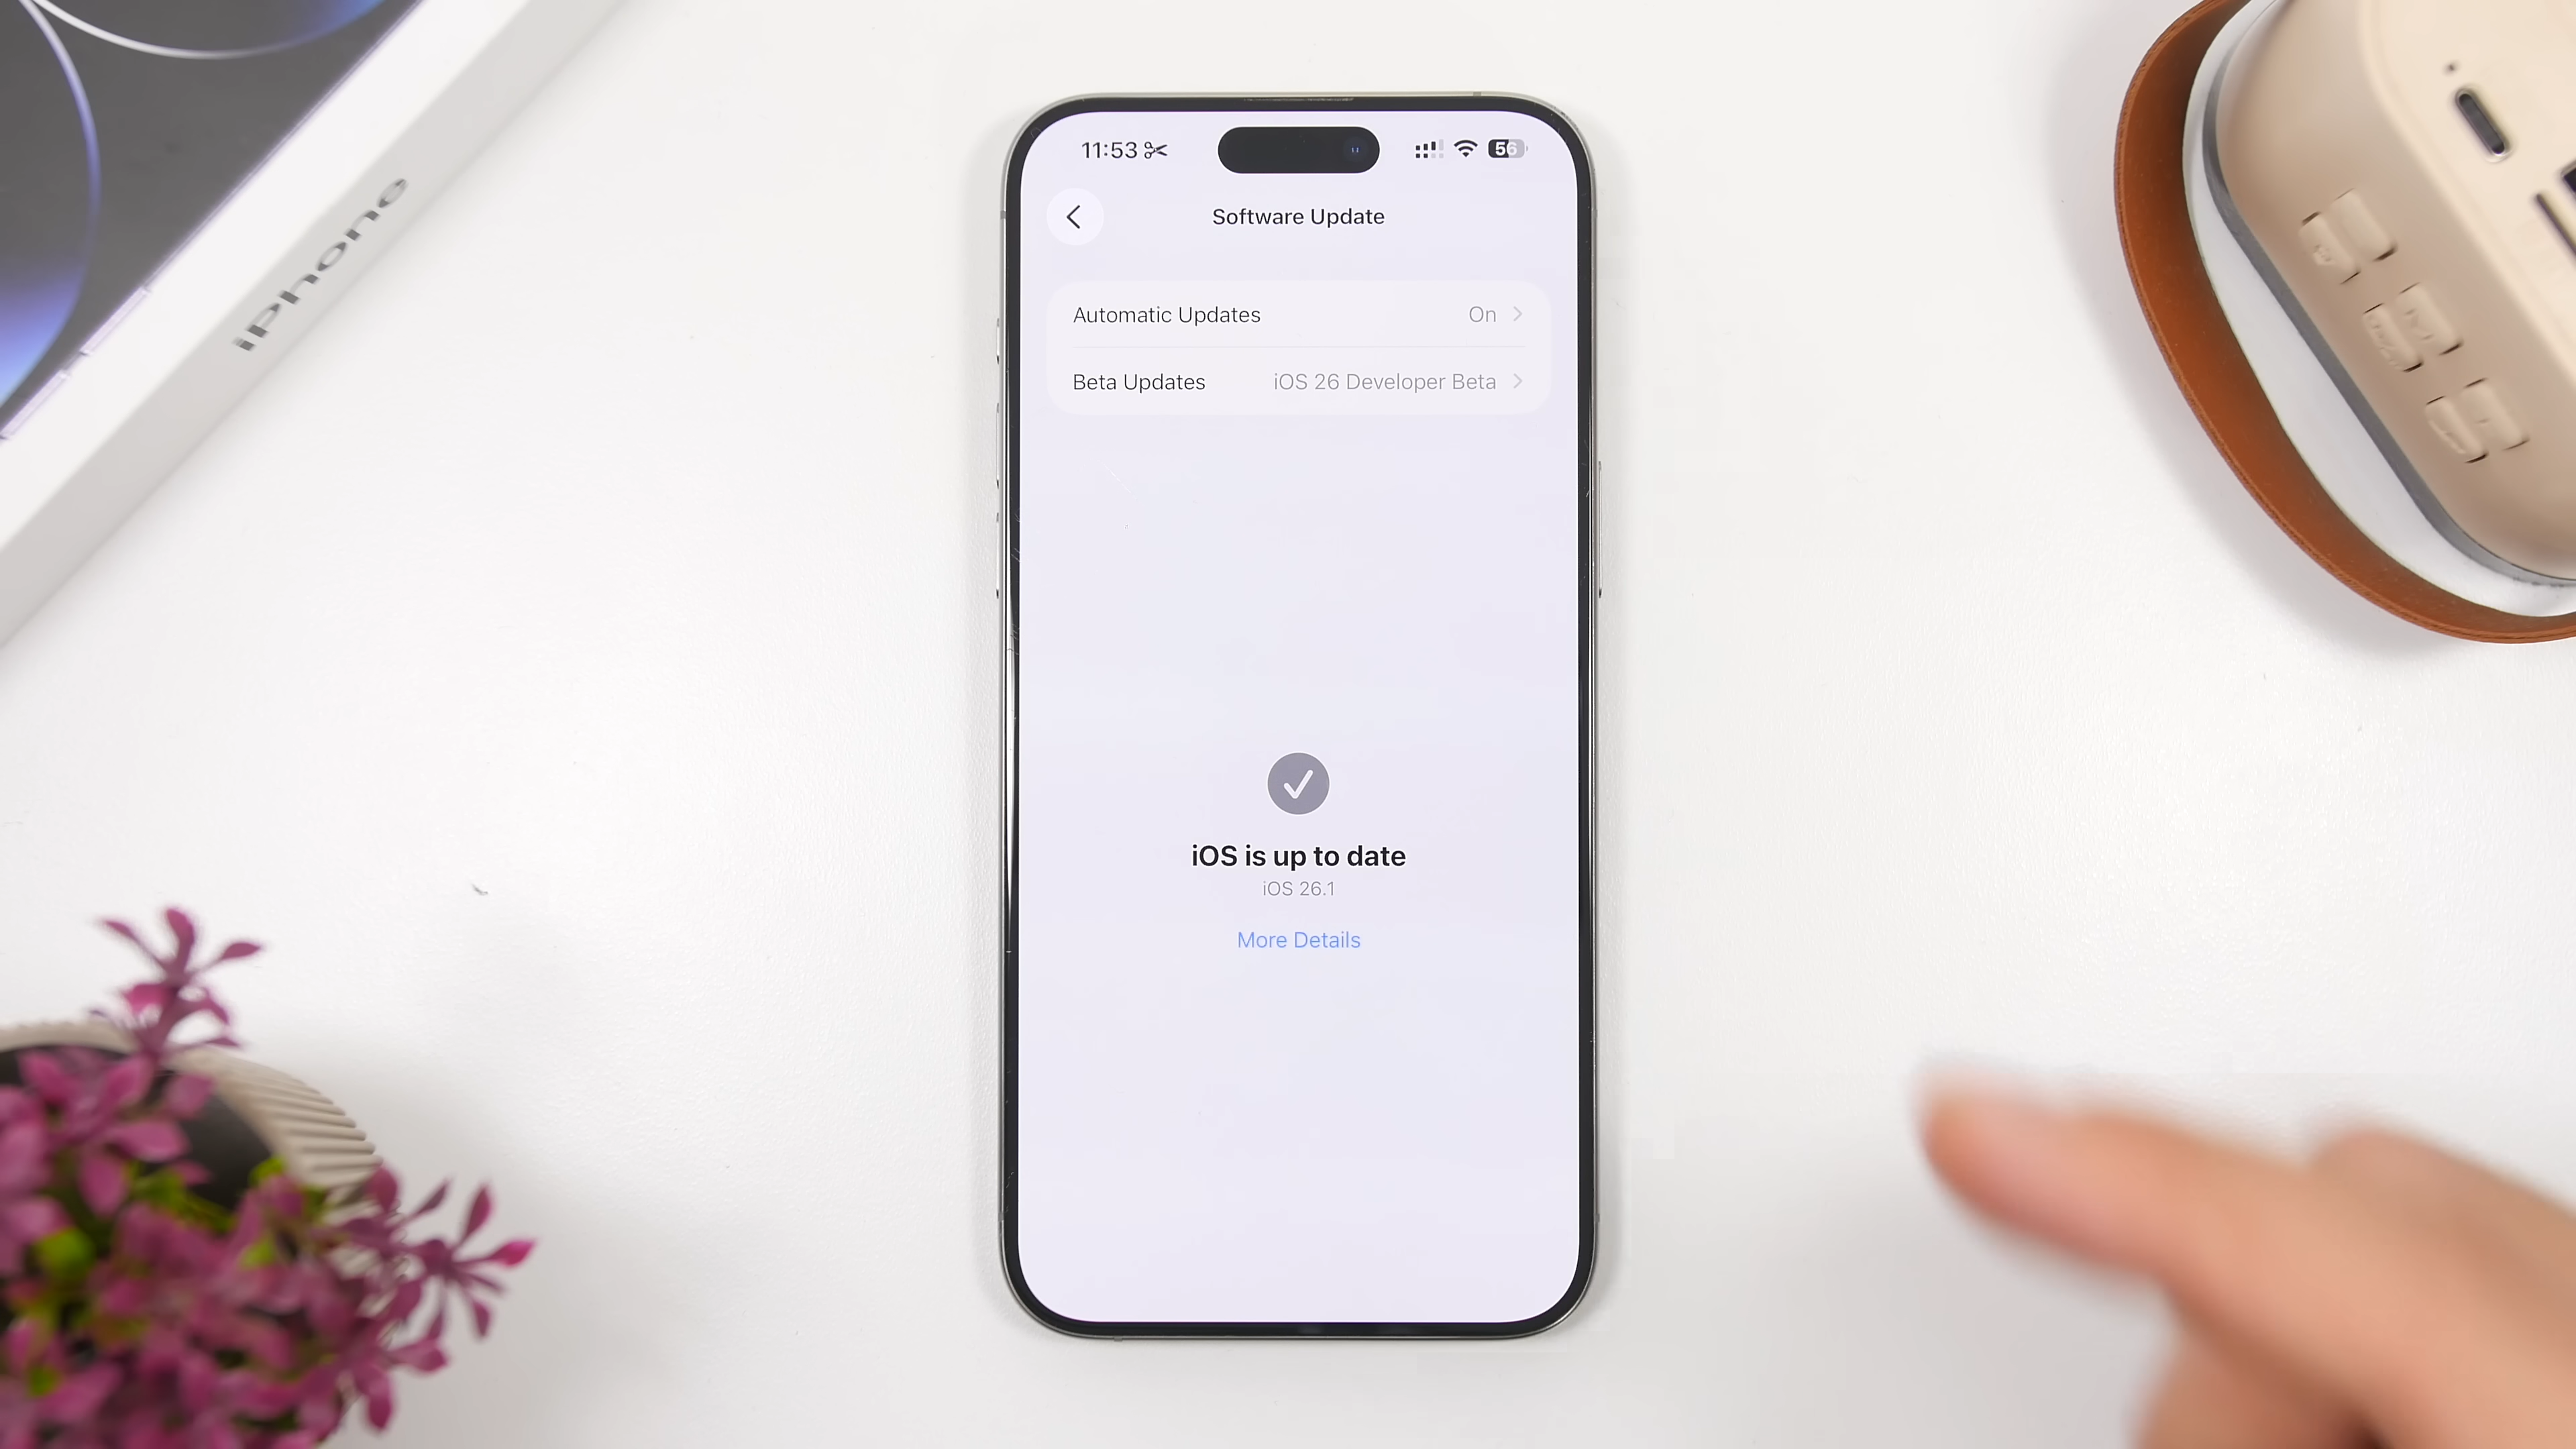 iPhone
11:53
56
Software Update
Automatic Updates On
Beta Updates iOS 26 Developer Beta
iOS is up to date
iOS 26.1
More Details